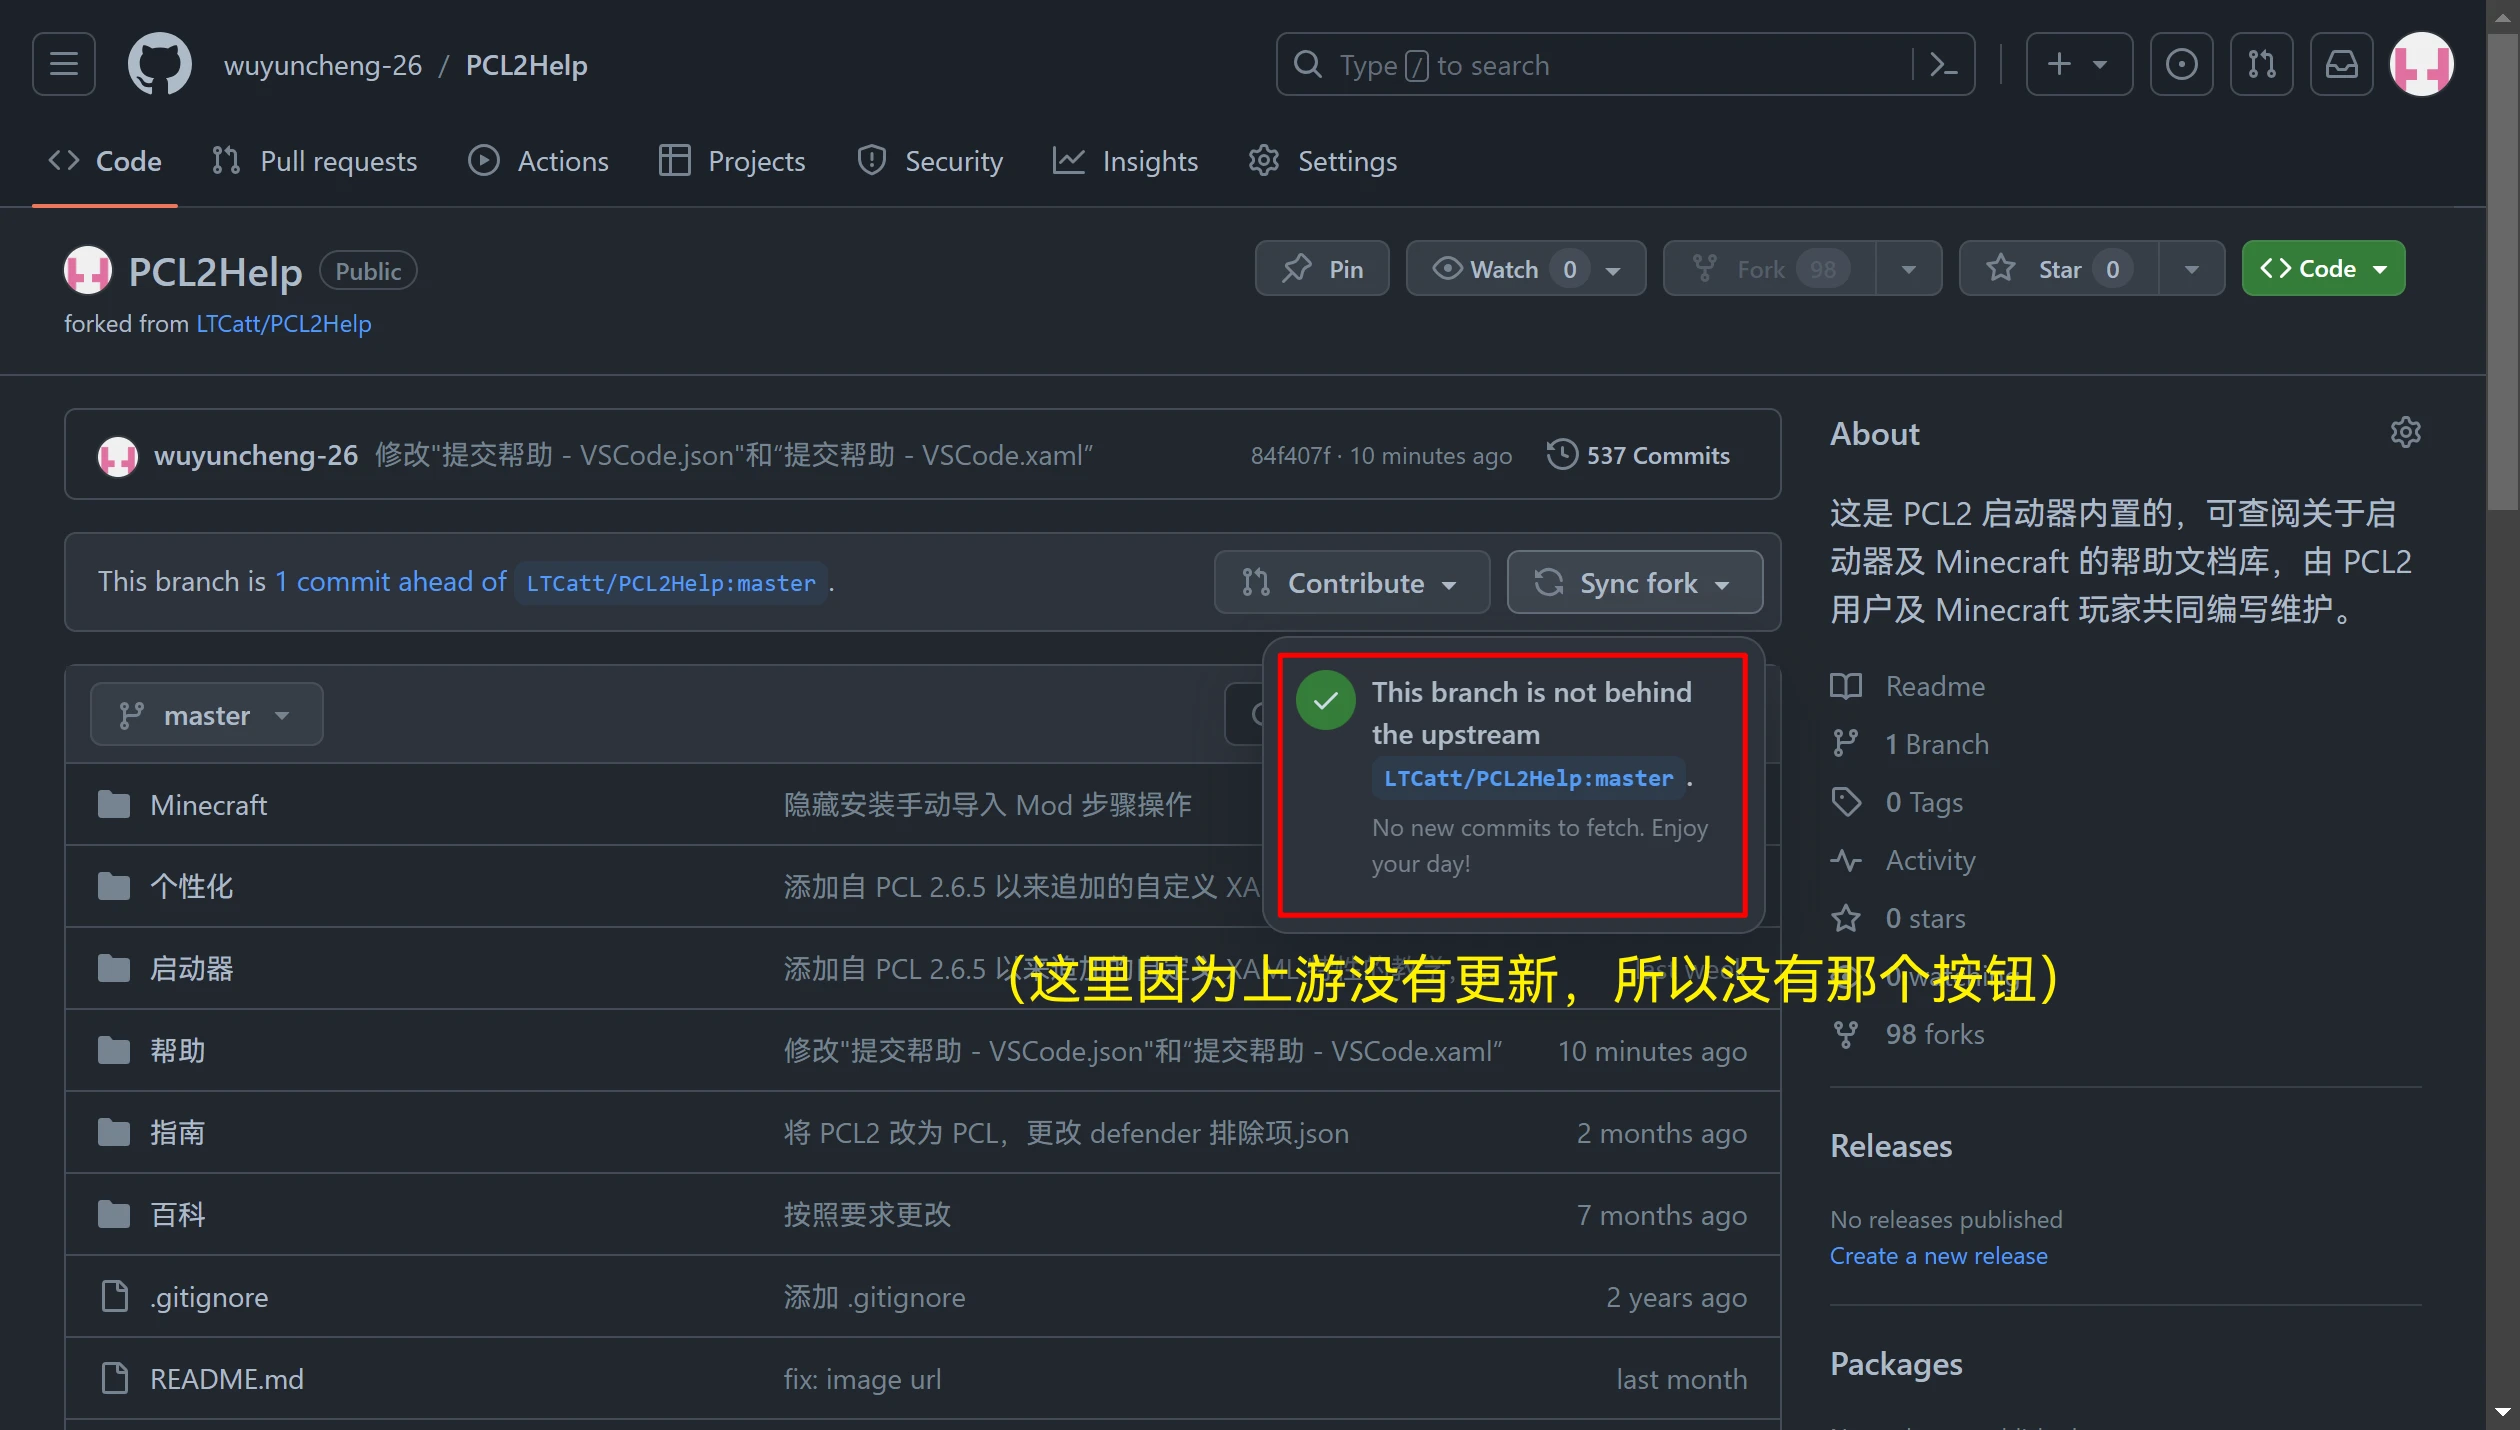 wuyuncheng-26 / PCL2Help
Type / to search
Code
Pull requests
Actions
Projects
Security
Insights
Settings
PCL2Help
Public
Pin
Watch 0
Fork 98
Star 0
Code
forked from LTCatt/PCL2Help
wuyuncheng-26 修改"提交帮助 - VSCode.json"和“提交帮助 - VSCode.xaml”
84f407f · 10 minutes ago
537 Commits
This branch is 1 commit ahead of LTCatt/PCL2Help:master .
Contribute
Sync fork
This branch is not behind
the upstream
LTCatt/PCL2Help:master .
No new commits to fetch. Enjoy
your day!
master
Minecraft
隐藏安装手动导入 Mod 步骤操作
个性化
添加自 PCL 2.6.5 以来追加的自定义 XA
启动器
添加自 PCL 2.6.5 以来追加的自定义 XAML
last week
（这里因为上游没有更新，所以没有那个按钮）
帮助
修改"提交帮助 - VSCode.json"和“提交帮助 - VSCode.xaml”
10 minutes ago
指南
将 PCL2 改为 PCL，更改 defender 排除项.json
2 months ago
百科
按照要求更改
7 months ago
.gitignore
添加 .gitignore
2 years ago
README.md
fix: image url
last month
About
这是 PCL2 启动器内置的，可查阅关于启
动器及 Minecraft 的帮助文档库，由 PCL2
用户及 Minecraft 玩家共同编写维护。
Readme
1 Branch
0 Tags
Activity
0 stars
0 watching
98 forks
Releases
No releases published
Create a new release
Packages